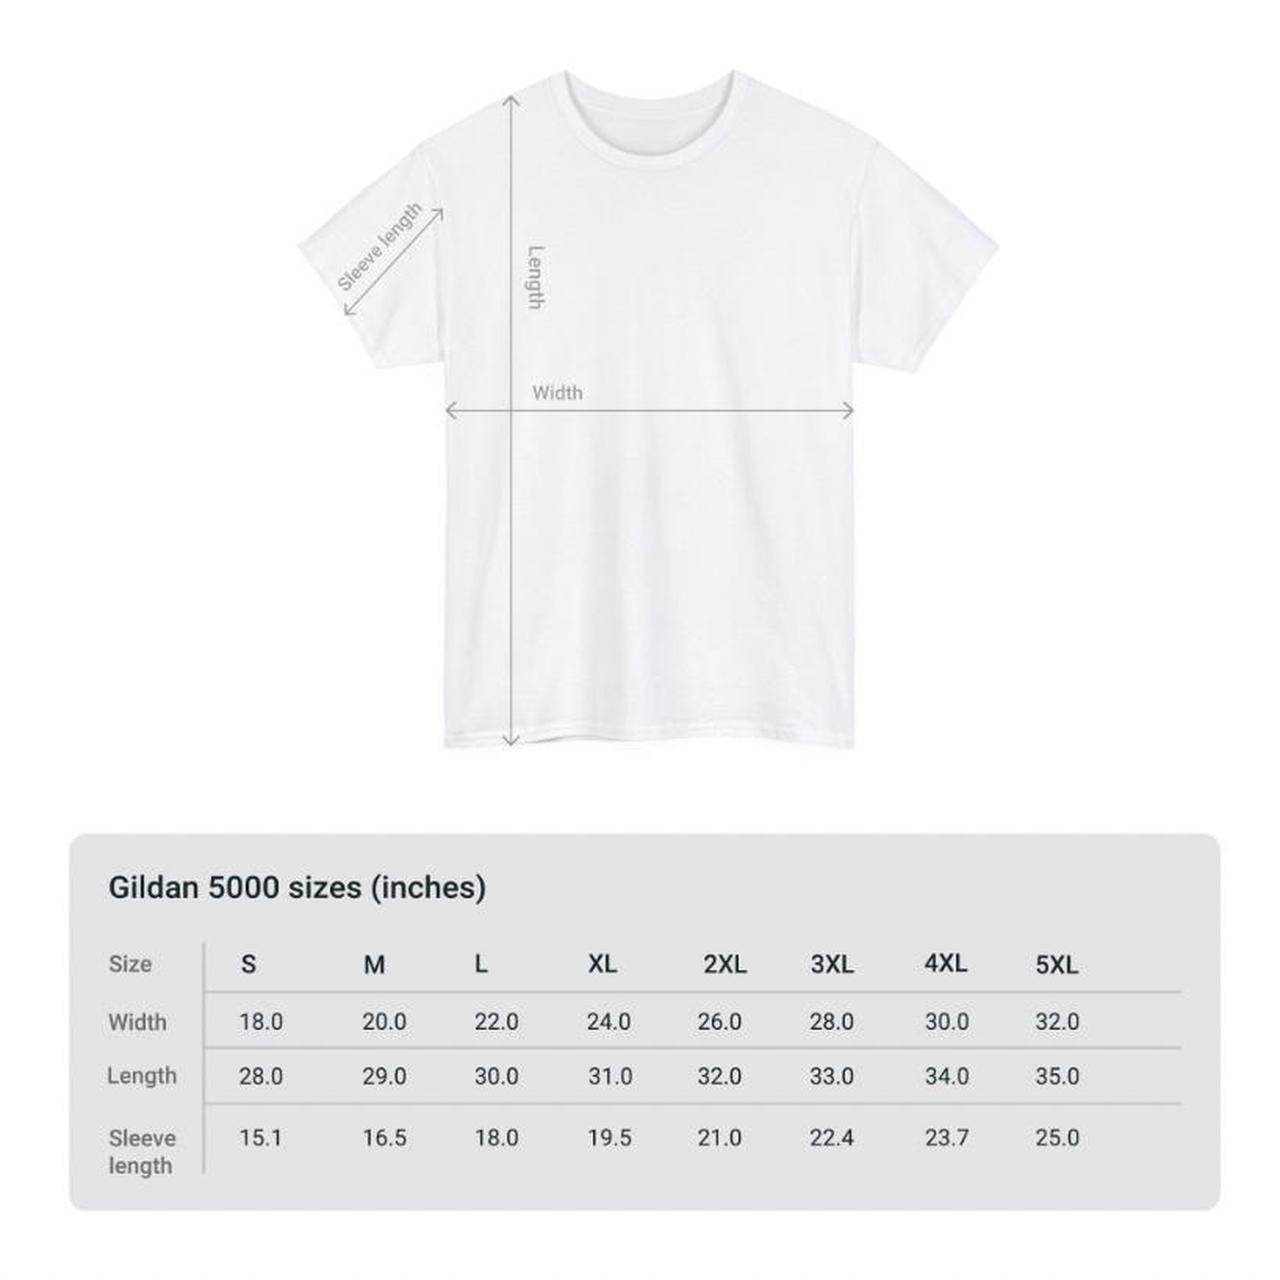 Sleeve length
Length
Width
Gildan 5000 sizes (inches)
Size S M L XL 2XL 3XL 4XL 5XL
Width 18.0 20.0 22.0 24.0 26.0 28.0 30.0 32.0
Length 28.0 29.0 30.0 31.0 32.0 33.0 34.0 35.0
Sleeve length 15.1 16.5 18.0 19.5 21.0 22.4 23.7 25.0